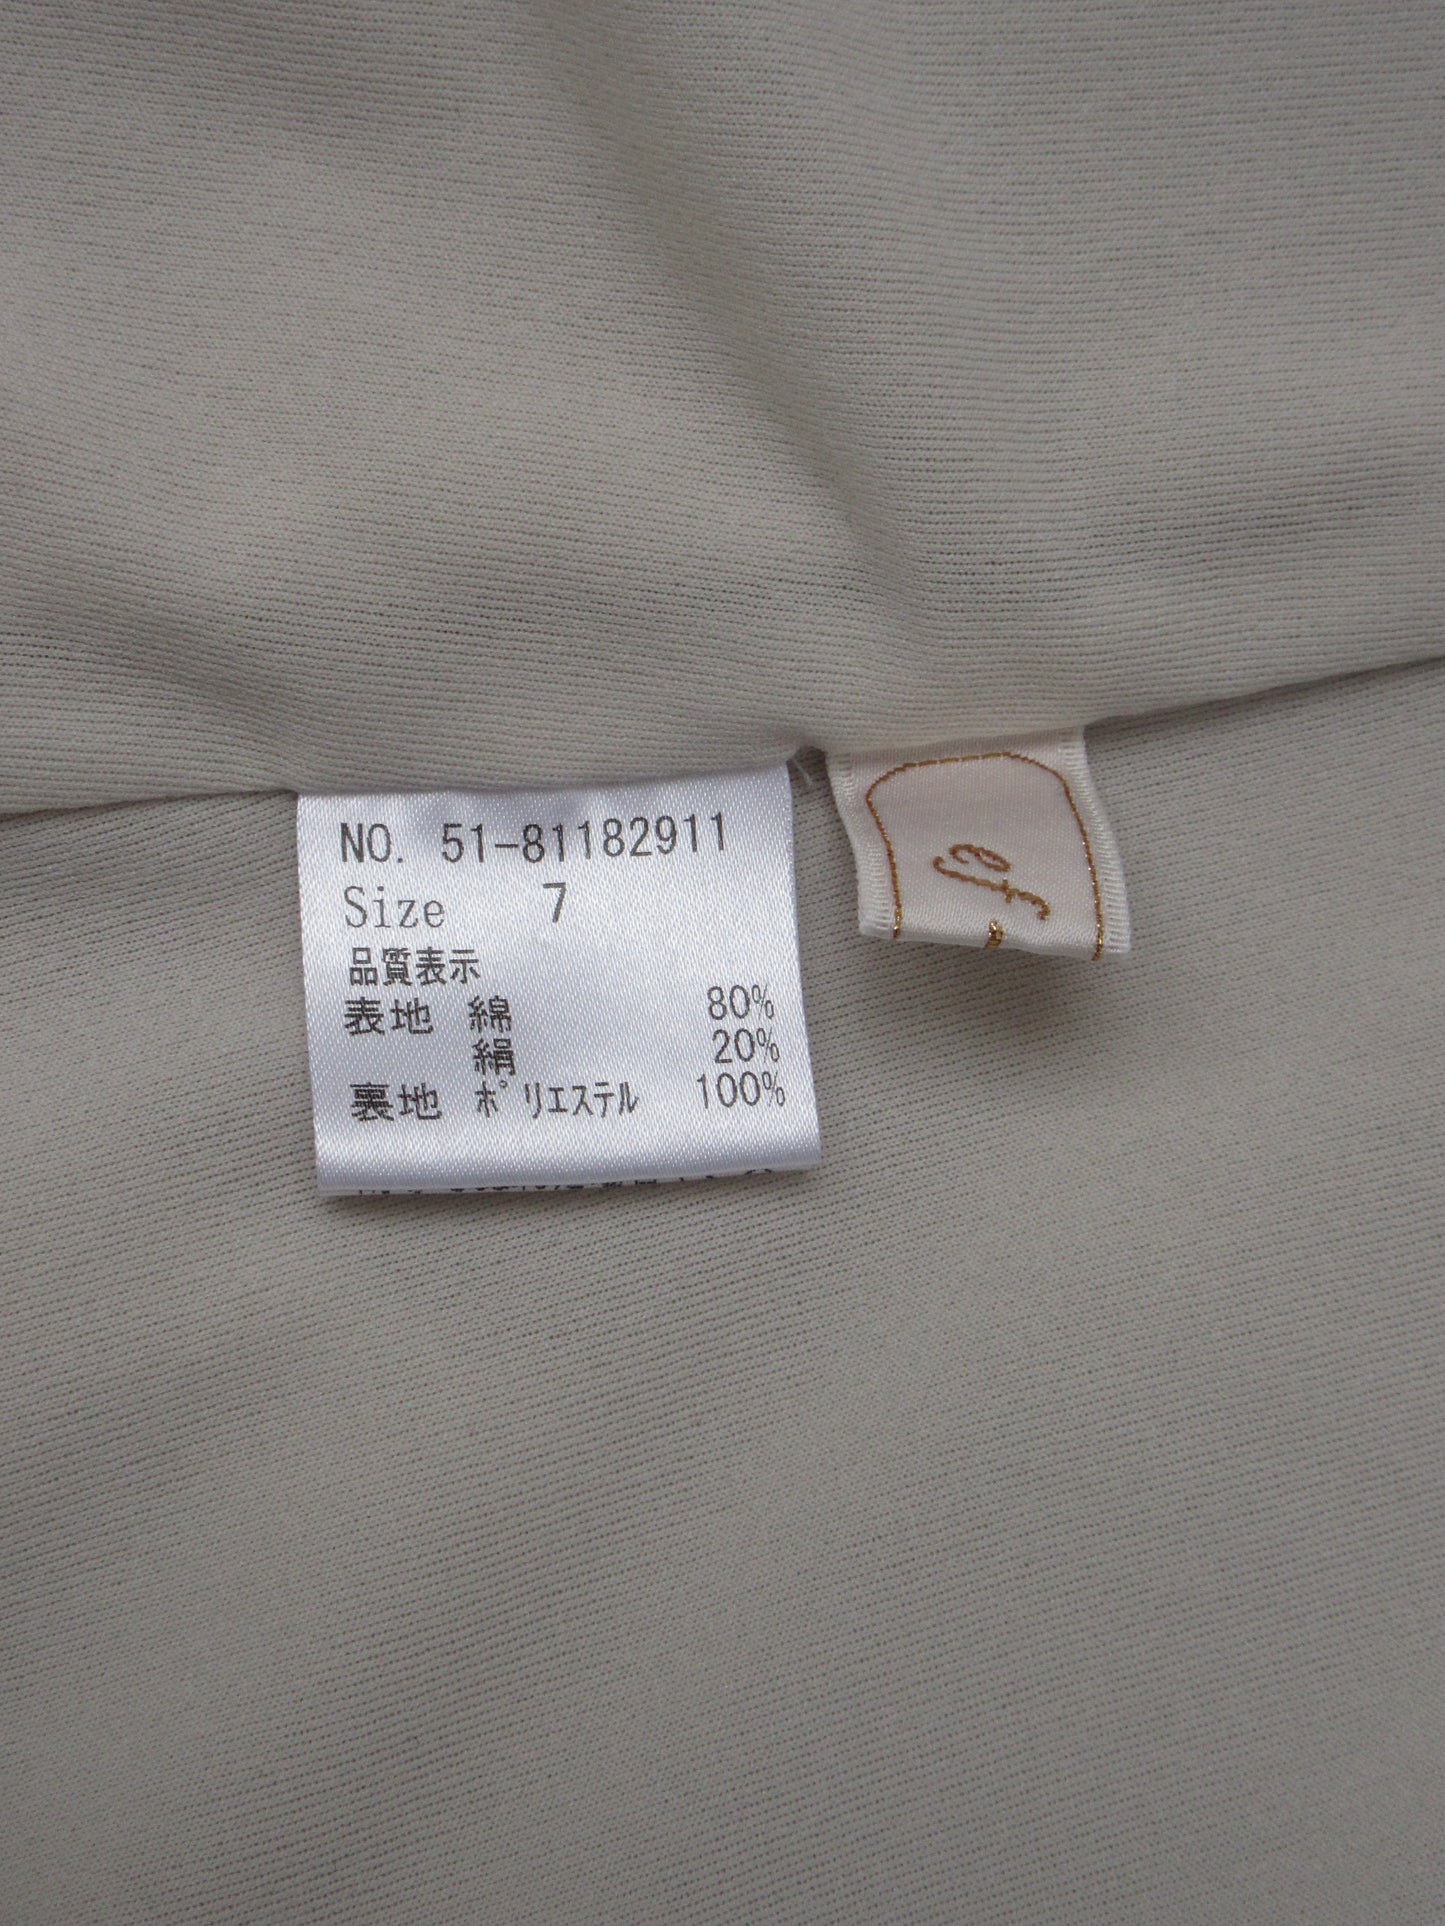 NO. 51-81182911
Size 7
品質表示
表地 綿 80%
絹 20%
裏地 ポリエステル 100%